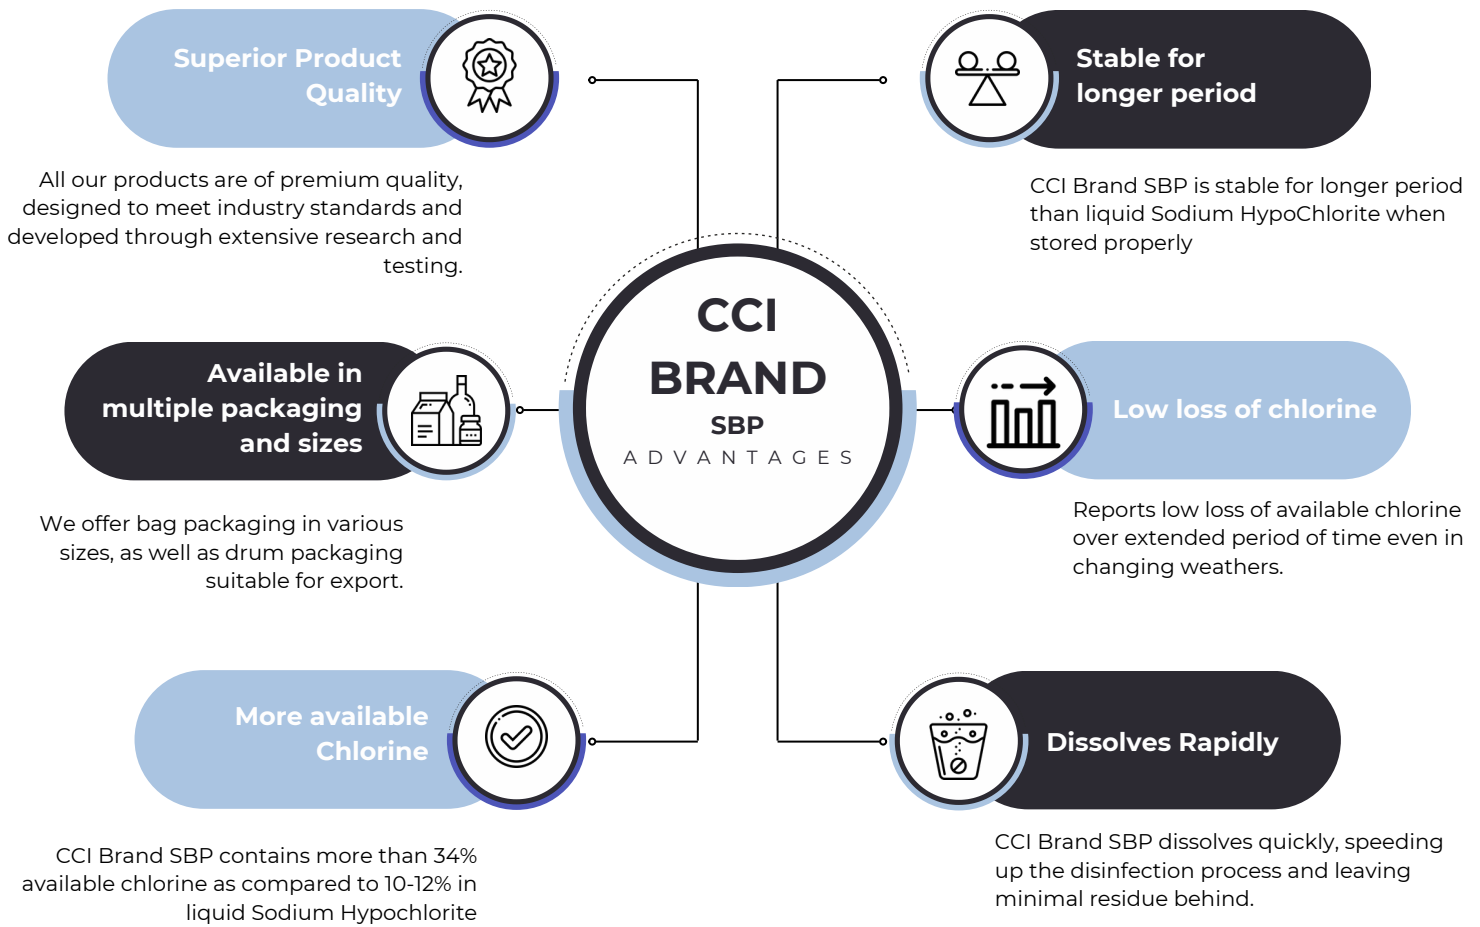 Superior Product
Quality
All our products are of premium quality,
designed to meet industry standards and
developed through extensive research and
testing.
Stable for
longer period
CCI Brand SBP is stable for longer period
than liquid Sodium HypoChlorite when
stored properly
CCI
BRAND
SBP
ADVANTAGES
Available in
multiple packaging
and sizes
We offer bag packaging in various
sizes, as well as drum packaging
suitable for export.
Low loss of chlorine
Reports low loss of available chlorine
over extended period of time even in
changing weathers.
More available
Chlorine
CCI Brand SBP contains more than 34%
available chlorine as compared to 10-12% in
liquid Sodium Hypochlorite
Dissolves Rapidly
CCI Brand SBP dissolves quickly, speeding
up the disinfection process and leaving
minimal residue behind.